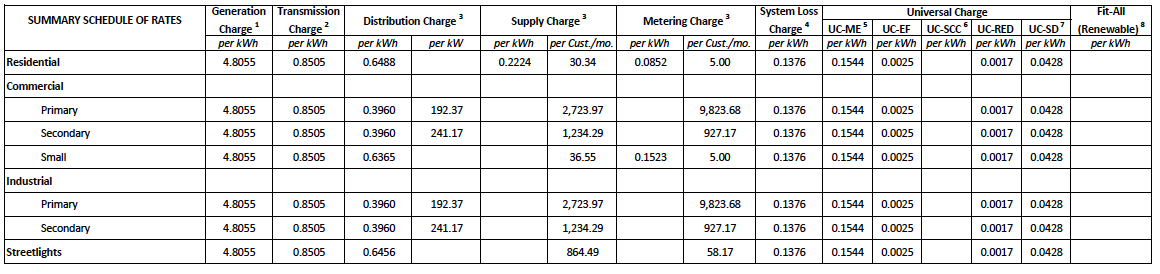 SUMMARY SCHEDULE OF RATES Generation Charge 1 Transmission Charge 2 Distribution Charge 3 Supply Charge 3 Metering Charge 3 System Loss Charge 4 Universal Charge Fit-All (Renewable) 8
UC-ME 5 UC-EF UC-SCC 6 UC-RED UC-SD 7
per kWh per kWh per kWh per kW per kWh per Cust./mo. per kWh per Cust./mo. per kWh per kWh per kWh per kWh per kWh per kWh per kWh
Residential 4.8055 0.8505 0.6488 0.2224 30.34 0.0852 5.00 0.1376 0.1544 0.0025 0.0017 0.0428
Commercial
Primary 4.8055 0.8505 0.3960 192.37 2,723.97 9,823.68 0.1376 0.1544 0.0025 0.0017 0.0428
Secondary 4.8055 0.8505 0.3960 241.17 1,234.29 927.17 0.1376 0.1544 0.0025 0.0017 0.0428
Small 4.8055 0.8505 0.6365 36.55 0.1523 5.00 0.1376 0.1544 0.0025 0.0017 0.0428
Industrial
Primary 4.8055 0.8505 0.3960 192.37 2,723.97 9,823.68 0.1376 0.1544 0.0025 0.0017 0.0428
Secondary 4.8055 0.8505 0.3960 241.17 1,234.29 927.17 0.1376 0.1544 0.0025 0.0017 0.0428
Streetlights 4.8055 0.8505 0.6456 864.49 58.17 0.1376 0.1544 0.0025 0.0017 0.0428